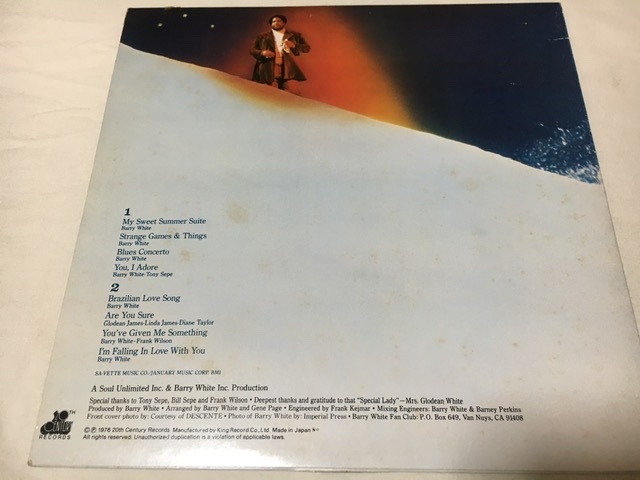 1
My Sweet Summer Suite
Barry White
Strange Games & Things
Barry White
Blues Concerto
Barry White
You, I Adore
Barry White-Tony Sepe
2
Brazilian Love Song
Barry White
Are You Sure
Glodean James-Linda James-Diane Taylor
You've Given Me Something
Barry White-Frank Wilson
I'm Falling In Love With You
Barry White
SA-VETTE MUSIC CO./JANUARY MUSIC CORP. BMI
A Soul Unlimited Inc. & Barry White Inc. Production
Special thanks to Tony Sepe, Bill Sepe and Frank Wilson • Deepest thanks and gratitude to that "Special Lady"—Mrs. Glodean White
Produced by Barry White • Arranged by Barry White and Gene Page • Engineered by Frank Kejmar • Mixing Engineers: Barry White & Barney Perkins
Front cover photo by: Courtesy of DESCENTE • Photo of Barry White by: Imperial Press • Barry White Fan Club: P.O. Box 649, Van Nuys, CA 91408
20TH CENTURY RECORDS
©℗ 1976 20th Century Records Manufactured by King Record Co., Ltd. Made in Japan
All rights reserved. Unauthorized duplication is a violation of applicable laws.